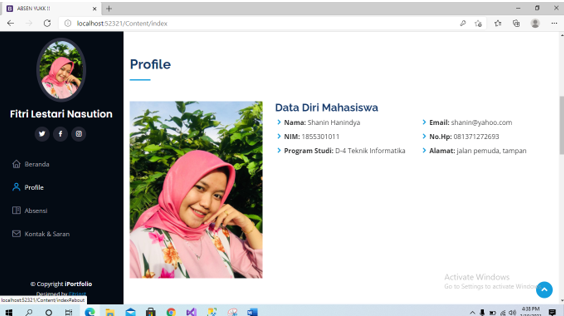 ABSEN YUKK !!
localhost:52321/Content/index
Fitri Lestari Nasution
Beranda
Profile
Absensi
Kontak & Saran
© Copyright iPortfolio
Designed by
localhost:52321/Content/index#about
Profile
Data Diri Mahasiswa
Nama: Shanin Hanindya
NIM: 1855301011
Program Studi: D-4 Teknik Informatika
Email: shanin@yahoo.com
No.Hp: 081371272693
Alamat: jalan pemuda, tampan
Activate Windows
Go to Settings to activate Windows.
4:35 PM